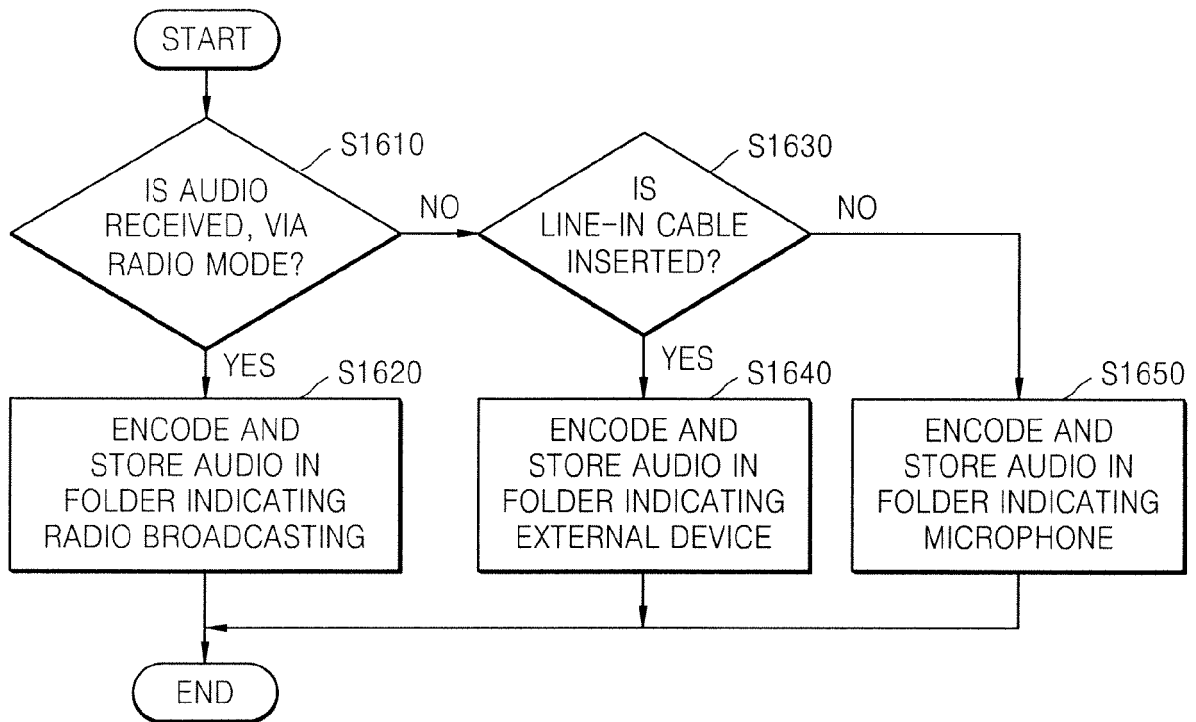 START
S1610
IS AUDIO
RECEIVED, VIA
RADIO MODE?
NO
S1630
IS
LINE-IN CABLE
INSERTED?
NO
YES
S1620
ENCODE AND
STORE AUDIO IN
FOLDER INDICATING
RADIO BROADCASTING
YES
S1640
ENCODE AND
STORE AUDIO IN
FOLDER INDICATING
EXTERNAL DEVICE
S1650
ENCODE AND
STORE AUDIO IN
FOLDER INDICATING
MICROPHONE
END